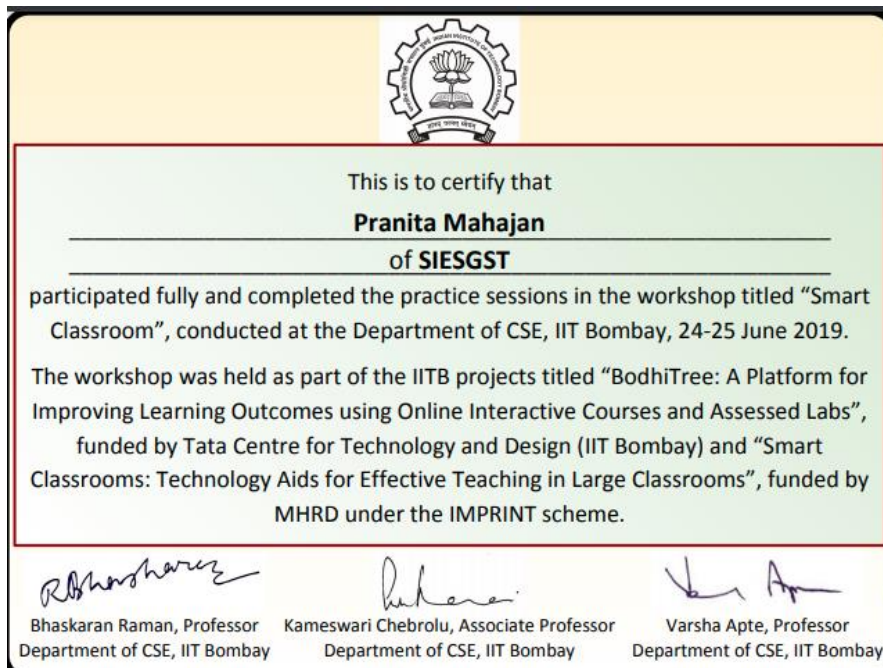 INDIAN INSTITUTE OF TECHNOLOGY BOMBAY
This is to certify that
Pranita Mahajan
of SIESGST
participated fully and completed the practice sessions in the workshop titled “Smart
Classroom”, conducted at the Department of CSE, IIT Bombay, 24-25 June 2019.
The workshop was held as part of the IITB projects titled “BodhiTree: A Platform for
Improving Learning Outcomes using Online Interactive Courses and Assessed Labs”,
funded by Tata Centre for Technology and Design (IIT Bombay) and “Smart
Classrooms: Technology Aids for Effective Teaching in Large Classrooms”, funded by
MHRD under the IMPRINT scheme.
Bhaskaran Raman, Professor
Department of CSE, IIT Bombay
Kameswari Chebrolu, Associate Professor
Department of CSE, IIT Bombay
Varsha Apte, Professor
Department of CSE, IIT Bombay